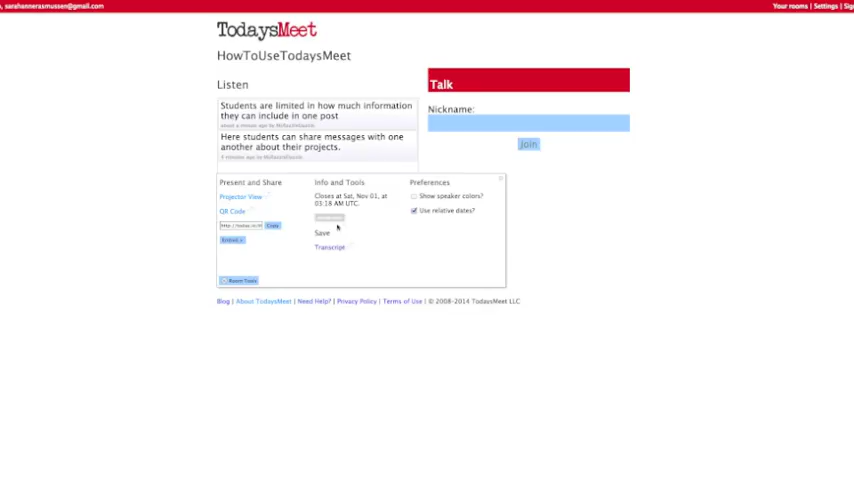 , sarahannerasmussen@gmail.com
Your rooms | Settings | Sig
TodaysMeet
HowToUseTodaysMeet
Listen
Talk
Students are limited in how much information
they can include in one post
Here students can share messages with one
another about their projects.
Nickname:
Join
Present and Share
Projector View
QR Code
Info and Tools
Closes at Sat, Nov 01, at
03:18 AM UTC.
Save
Transcript
Preferences
Show speaker colors?
Use relative dates?
Room Tools
Blog | About TodaysMeet | Need Help? | Privacy Policy | Terms of Use | © 2008-2014 TodaysMeet LLC